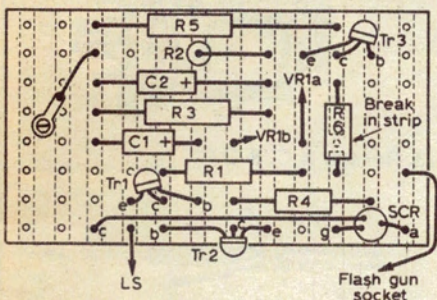 R5
Tr3
R2
e c b
C2 +
VR1a
R3
R6
Break
in strip
C1 +
VR1b
Tr1
R1
e c b
R4
SCR
c b c e g a
Tr2
LS
Flash gun
socket